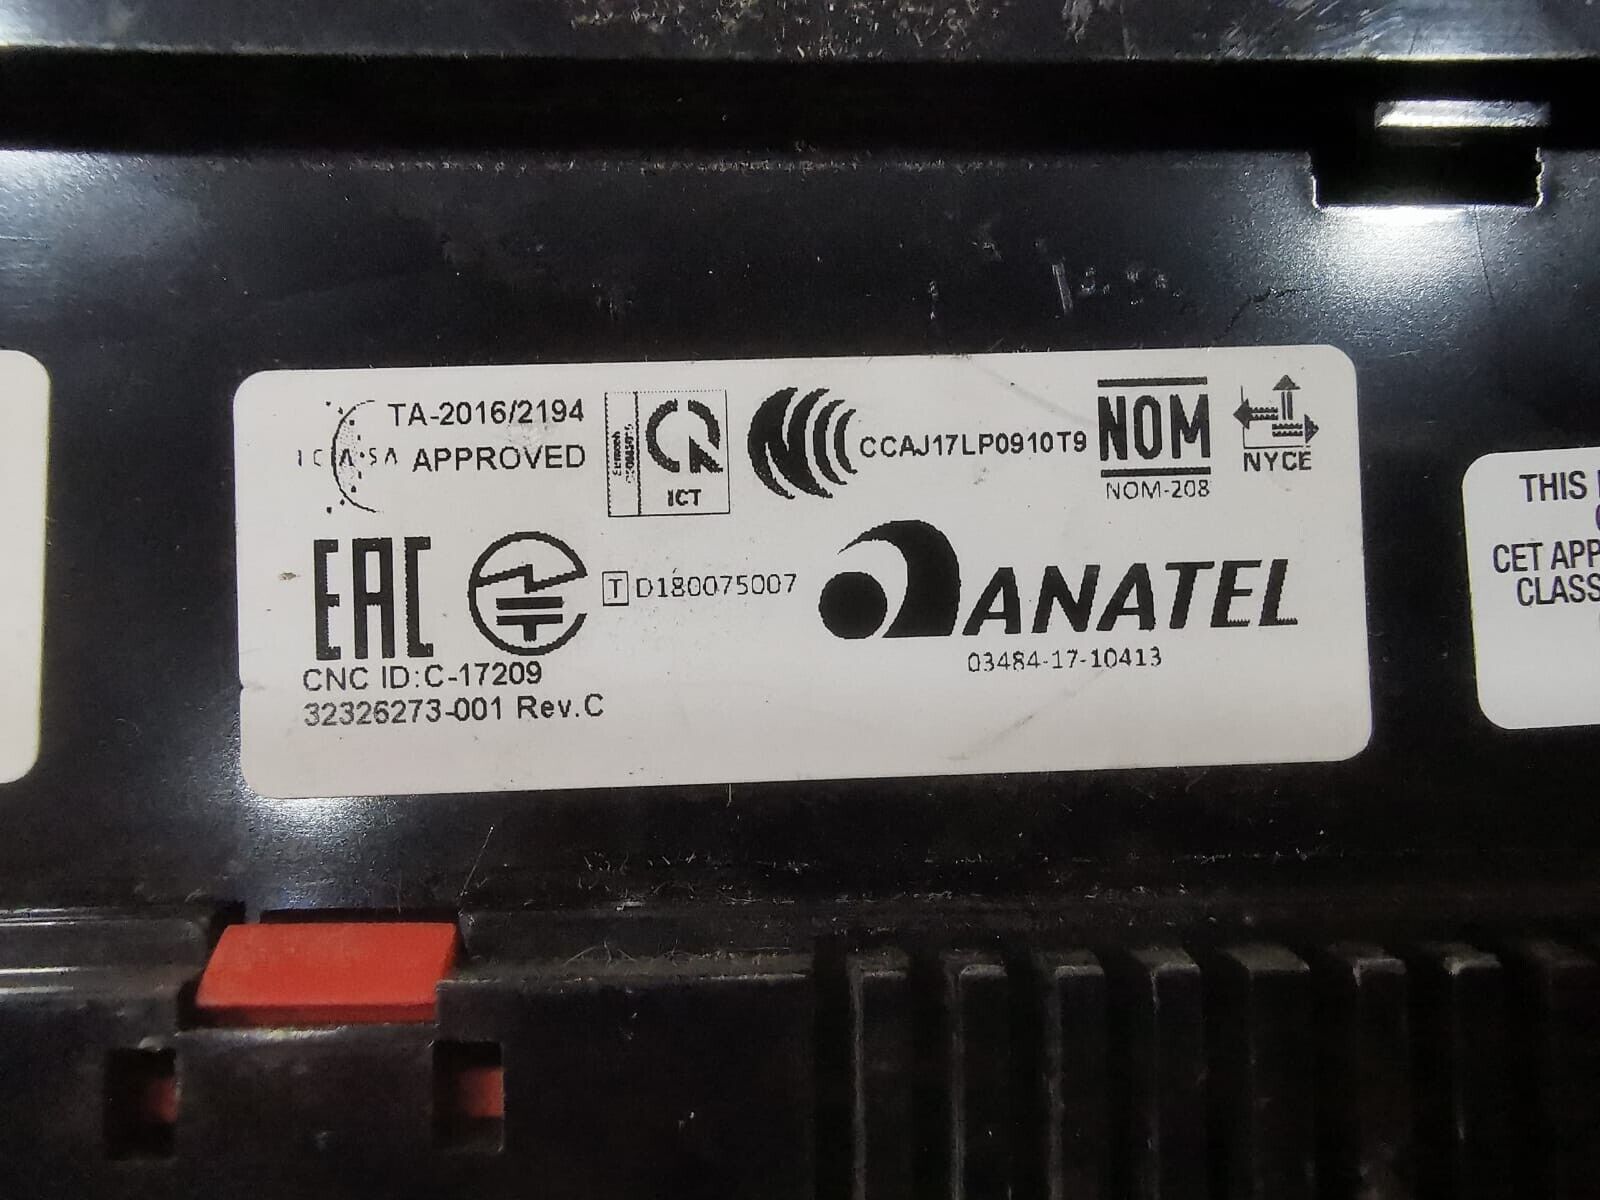 TA-2016/2194
ICASA APPROVED
ICT
CCAJ17LP0910T9
NOM
NOM-208
NYCE
EAC
T D180075007
ANATEL
03484-17-10413
CNC ID:C-17209
32326273-001 Rev.C
THIS
CET APP
CLASS